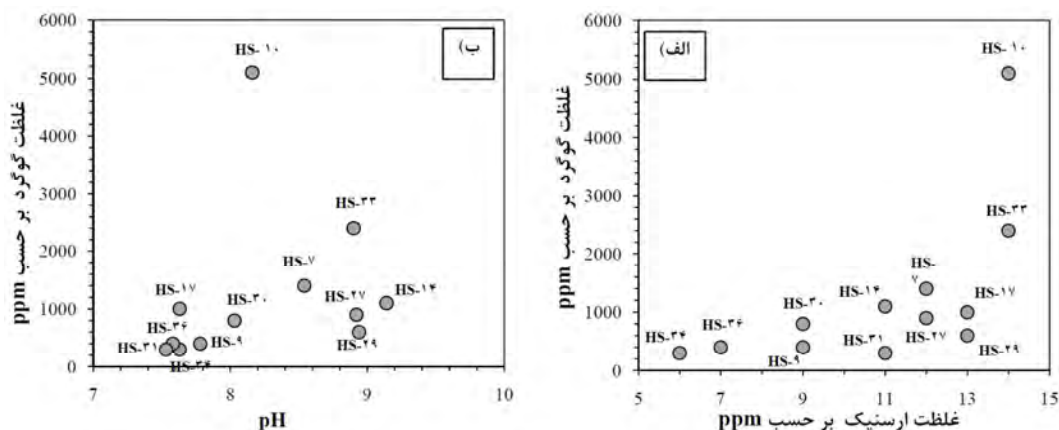 الف)
غلظت گوگرد بر حسب ppm
6000
5000
4000
3000
2000
1000
0
HS-۱۰
HS-۳۳
HS-
۷
HS-۱۴
HS-۱۷
HS-۳۰
HS-۳۴
HS-۳۶
HS-۳۱
HS-۲۷
HS-۲۹
HS-۹
5
7
9
11
13
15
غلظت ارسنیک بر حسب ppm
ب)
غلظت گوگرد بر حسب ppm
6000
5000
4000
3000
2000
1000
0
HS-۱۰
HS-۳۳
HS-۷
HS-۱۷
HS-۳۰
HS-۲۷
HS-۱۴
HS-۳۶
HS-۳۱
HS-۹
HS-۲۹
HS-۳۴
7
8
9
10
pH